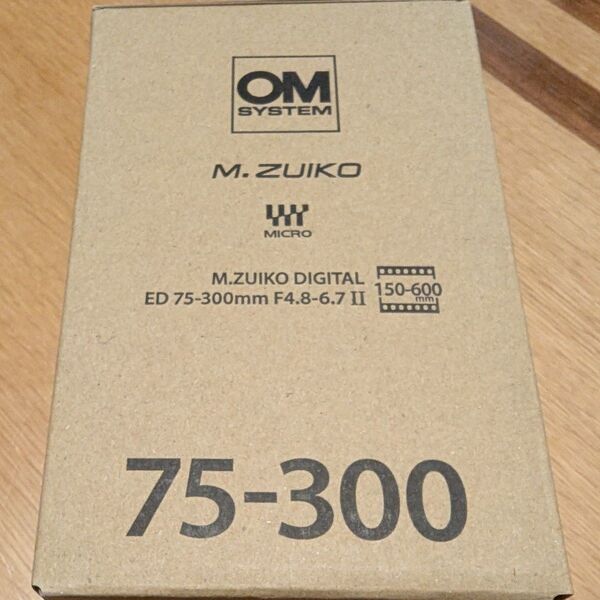 OM
SYSTEM
M.ZUIKO
MICRO
M.ZUIKO DIGITAL
ED 75-300mm F4.8-6.7 II
150-600
mm
75-300